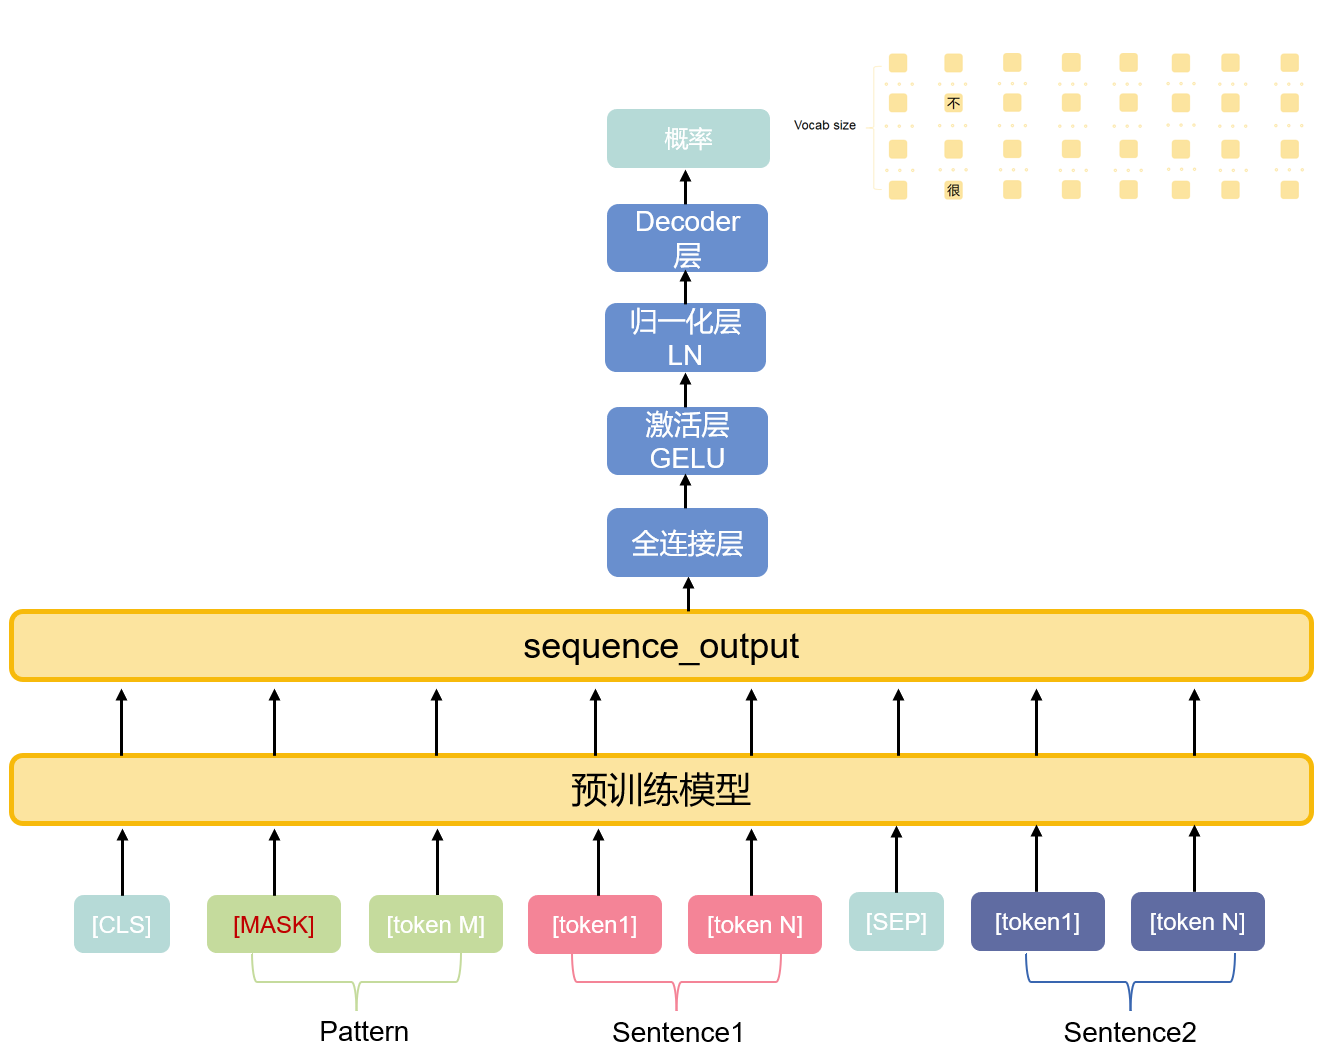 概率
Vocab size
不
很
Decoder
层
归一化层
LN
激活层
GELU
全连接层
sequence_output
预训练模型
[CLS]
[MASK]
[token M]
[token1]
[token N]
[SEP]
[token1]
[token N]
Pattern
Sentence1
Sentence2